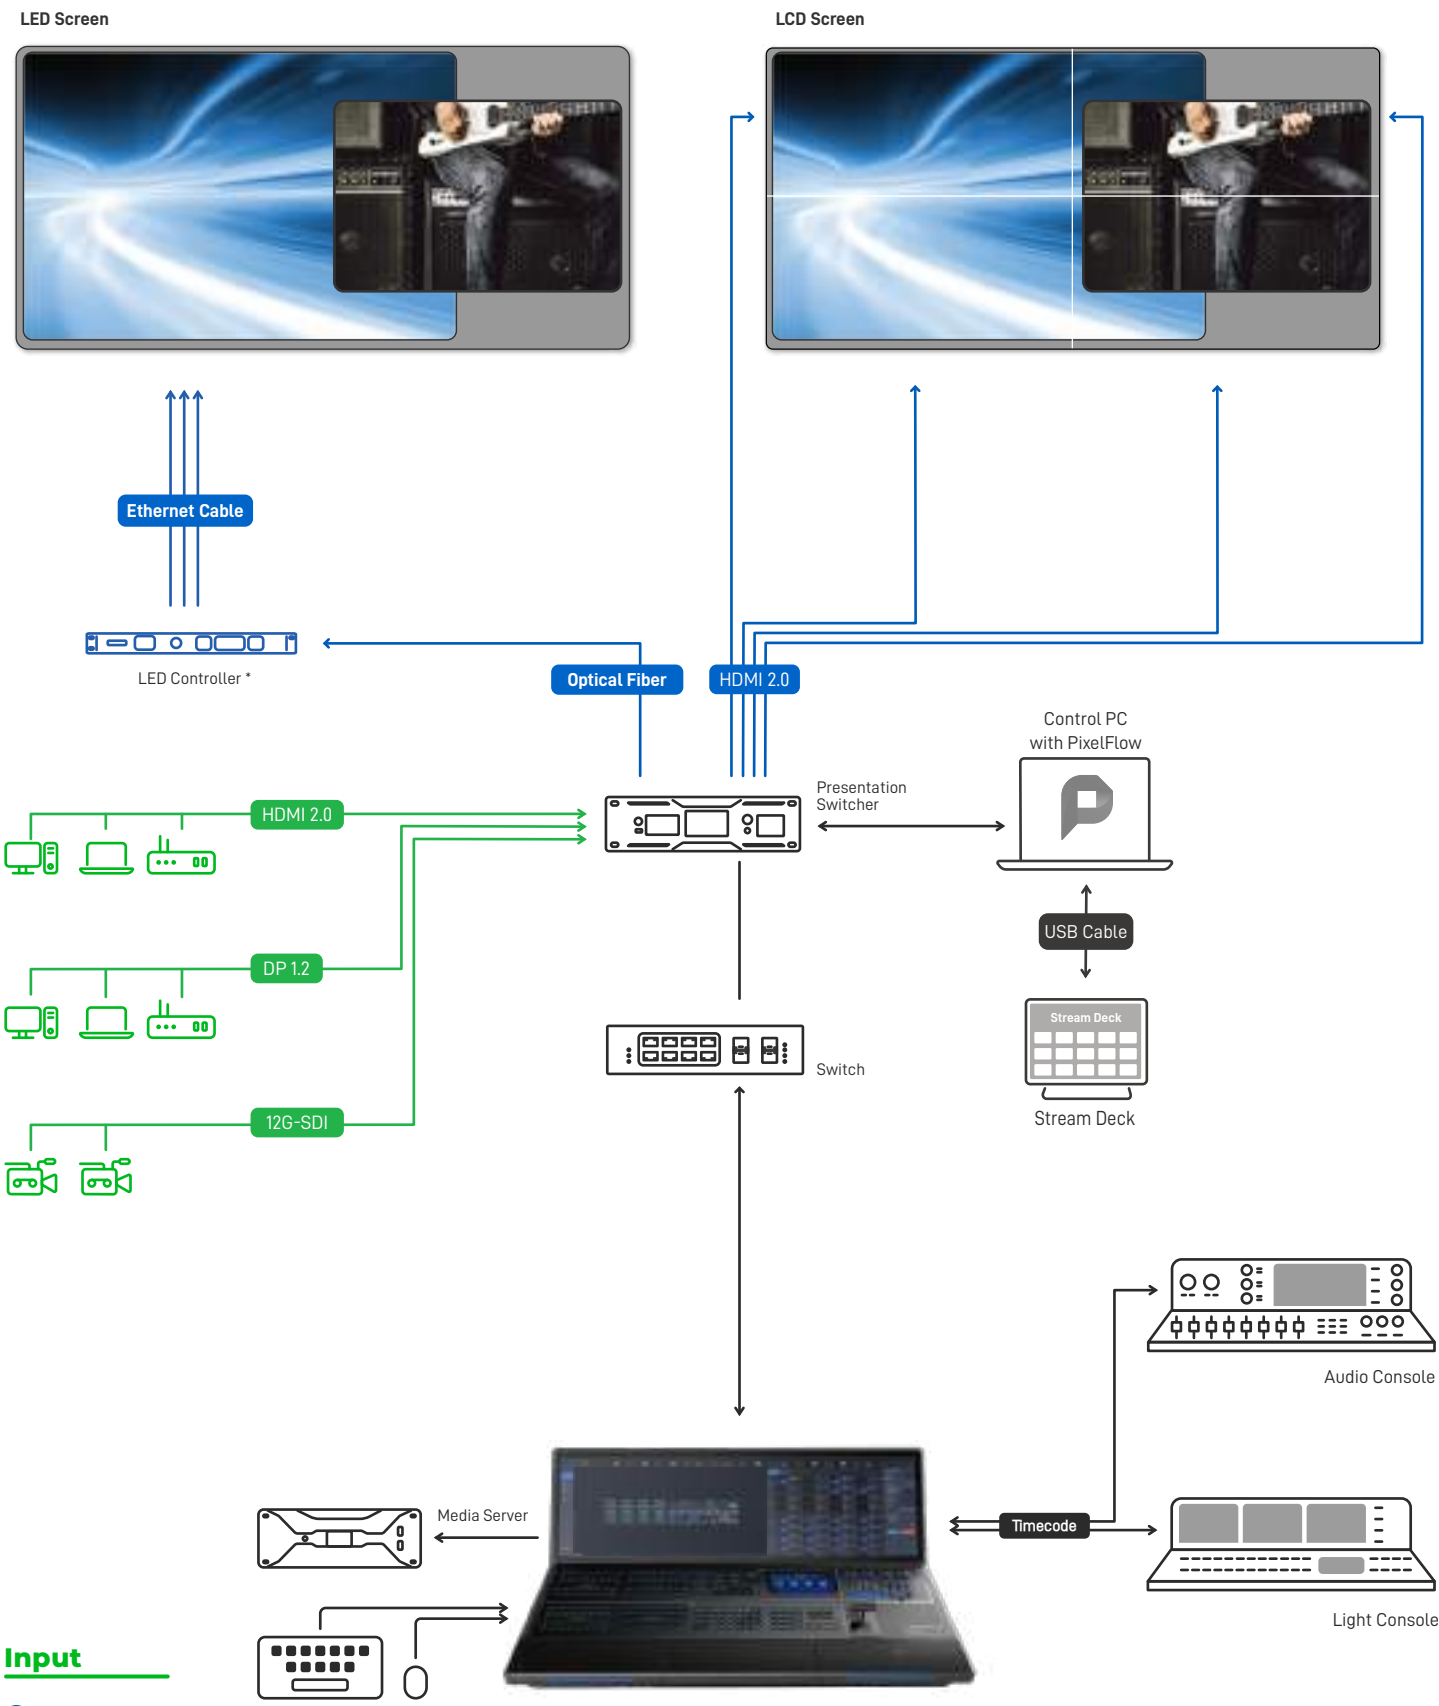 LED Screen
LCD Screen
Ethernet Cable
LED Controller *
Optical Fiber
HDMI 2.0
Control PC
with PixelFlow
Presentation
Switcher
HDMI 2.0
USB Cable
DP 1.2
Stream Deck
Switch
Stream Deck
12G-SDI
Audio Console
Media Server
Timecode
Light Console
Input